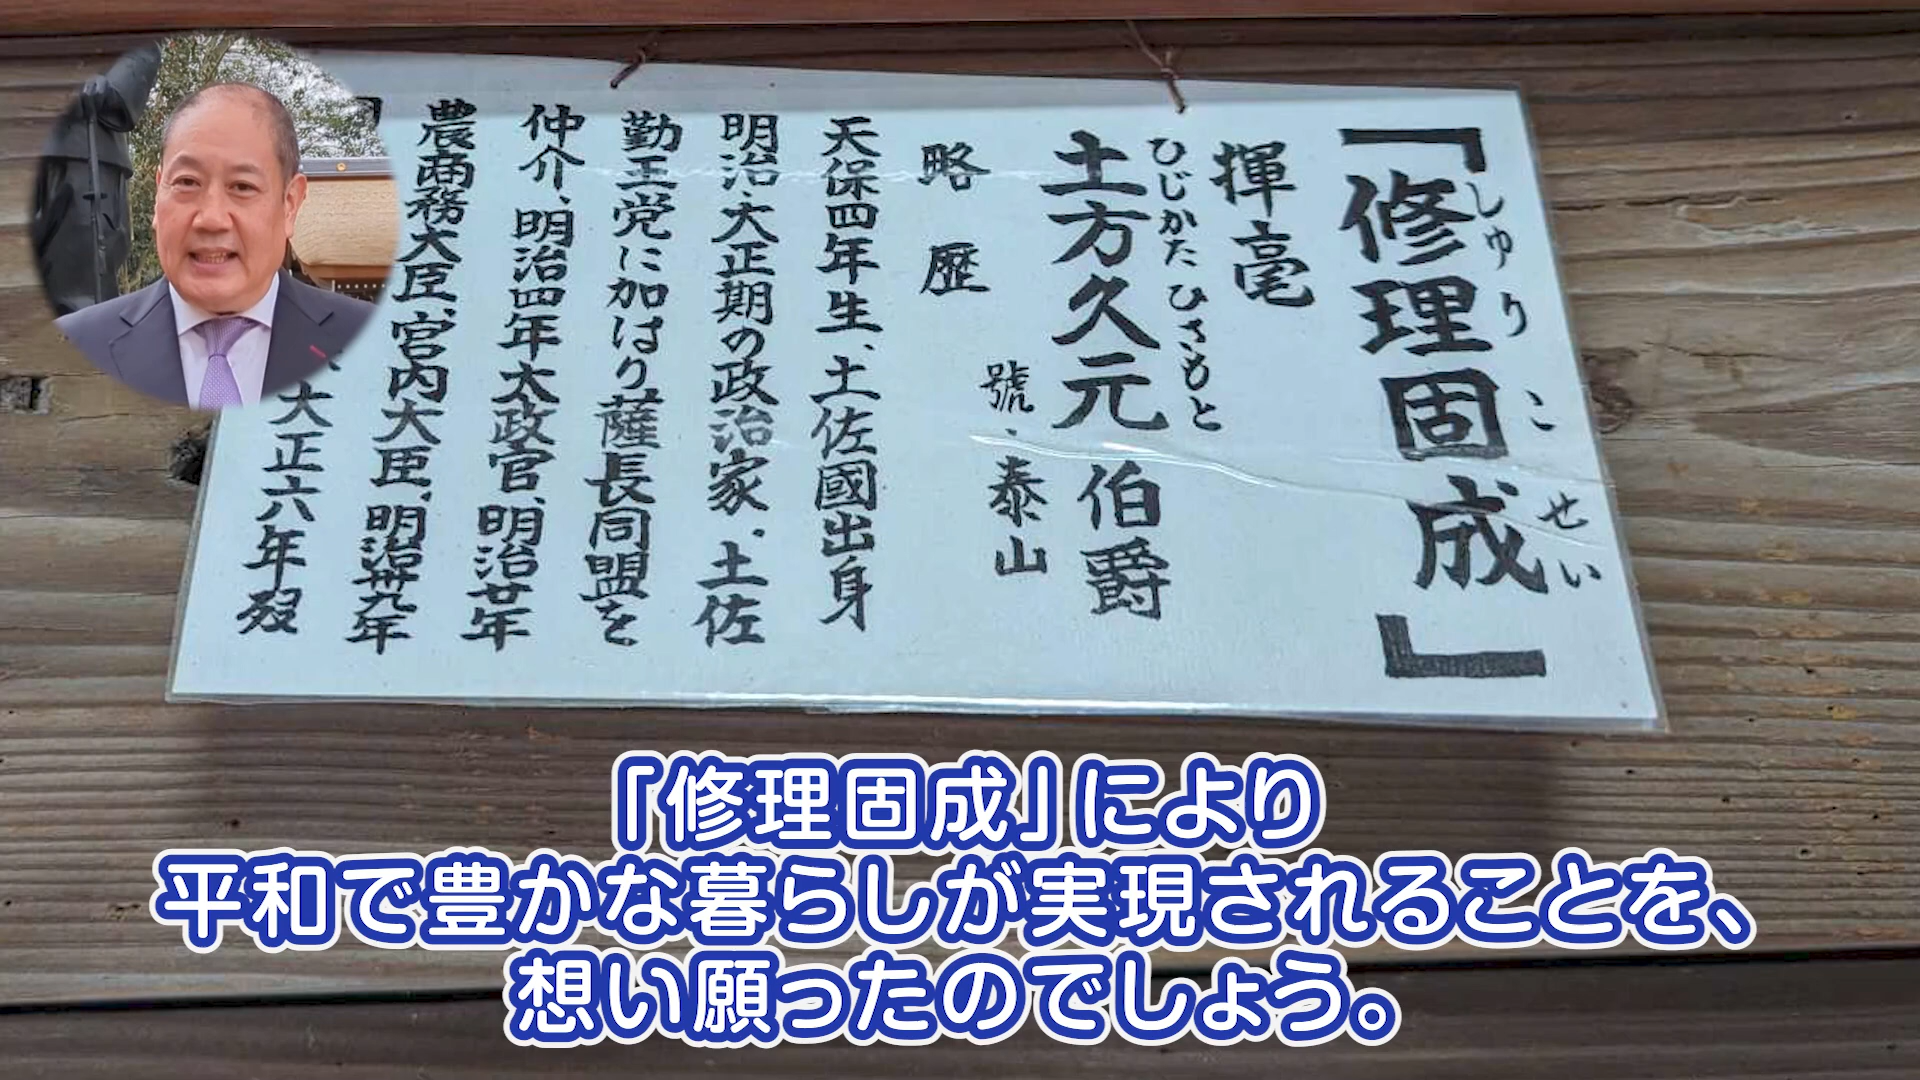 「修理固成」
しゅりこせい
揮毫
ひじかた ひさもと
土方久元 伯爵
號、泰山
略歴
天保四年生、土佐國出身
明治、大正期の政治家、土佐
勤王党に加はり薩長同盟を
仲介、明治四年太政官、明治廿年
農商務大臣、宮内大臣、明治卅九年
、大正六年歿
「修理固成」により
平和で豊かな暮らしが実現されることを、
想い願ったのでしょう。